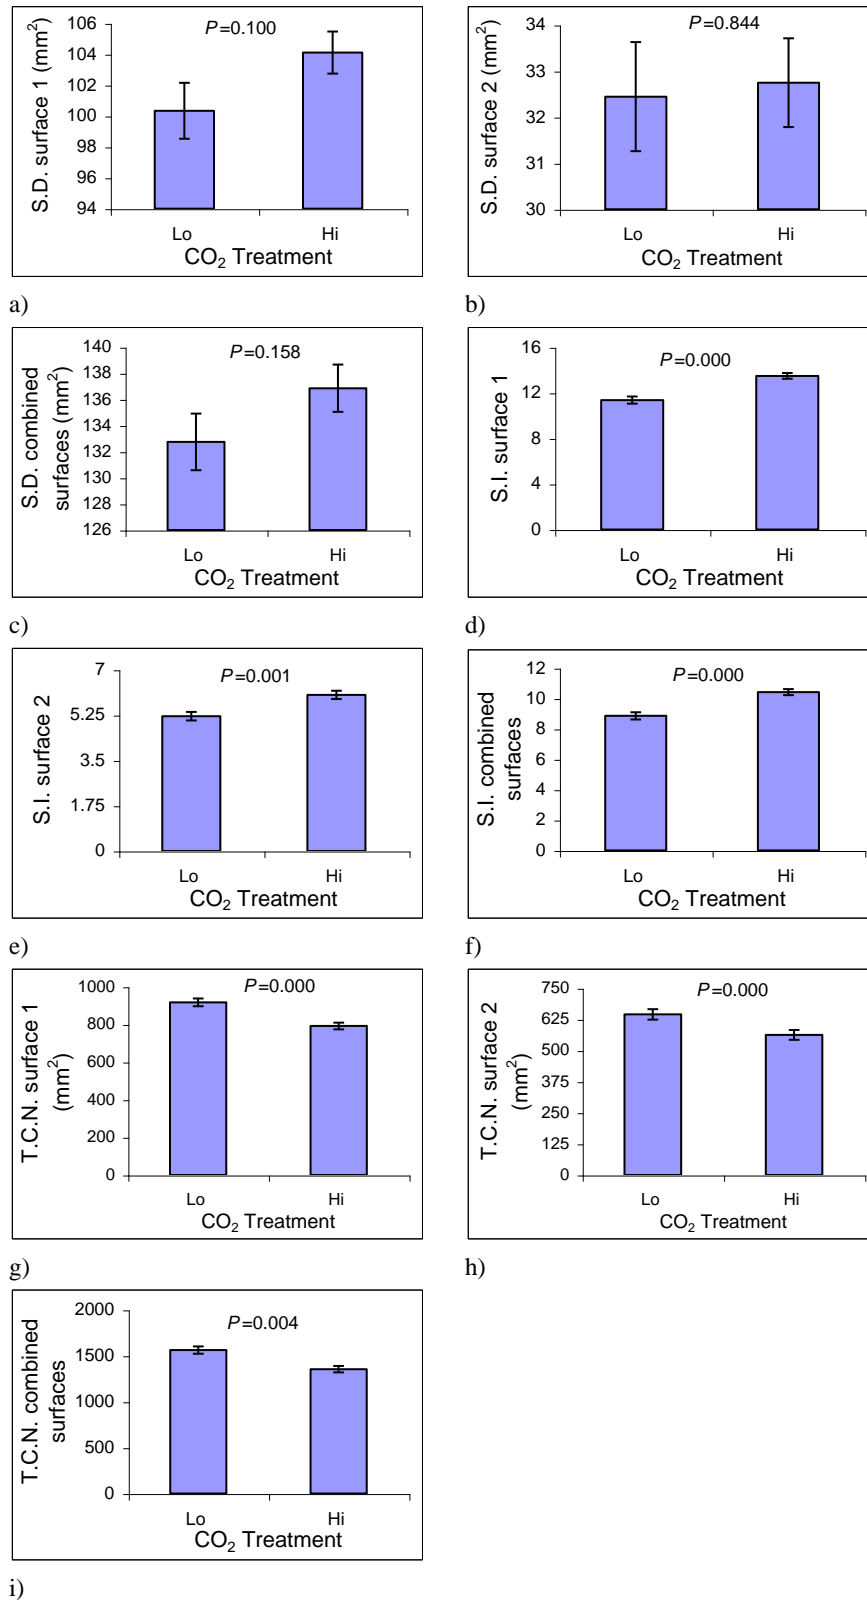 S.D. surface 1 (mm²)
106
104
102
100
98
96
94
P=0.100
Lo
Hi
CO₂ Treatment
a)
S.D. surface 2 (mm²)
34
33
32
31
30
P=0.844
Lo
Hi
CO₂ Treatment
b)
S.D. combined
surfaces (mm²)
140
138
136
134
132
130
128
126
P=0.158
Lo
Hi
CO₂ Treatment
c)
S.I. surface 1
16
12
8
4
0
P=0.000
Lo
Hi
CO₂ Treatment
d)
S.I. surface 2
7
5.25
3.5
1.75
0
P=0.001
Lo
Hi
CO₂ Treatment
e)
S.I. combined
surfaces
12
10
8
6
4
2
0
P=0.000
Lo
Hi
CO₂ Treatment
f)
T.C.N. surface 1
(mm²)
1000
800
600
400
200
0
P=0.000
Lo
Hi
CO₂ Treatment
g)
T.C.N. surface 2
(mm²)
750
625
500
375
250
125
0
P=0.000
Lo
Hi
CO₂ Treatment
h)
T.C.N. combined
surfaces
2000
1500
1000
500
0
P=0.004
Lo
Hi
CO₂ Treatment
i)